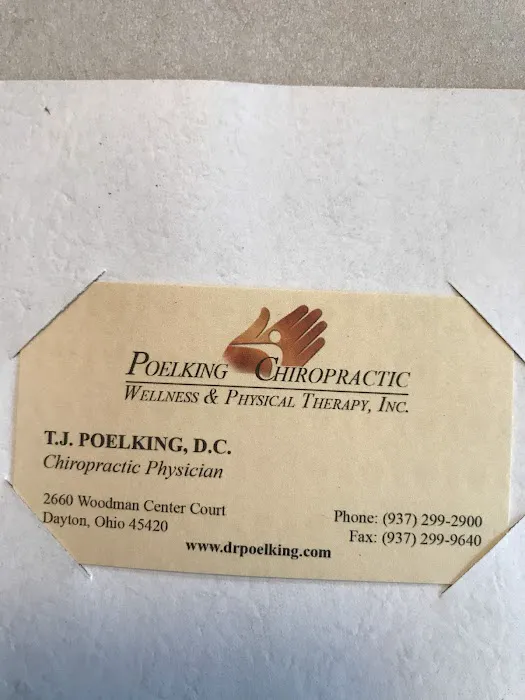 POELKING CHIROPRACTIC
WELLNESS & PHYSICAL THERAPY, INC.
T.J. POELKING, D.C.
Chiropractic Physician
2660 Woodman Center Court
Dayton, Ohio 45420
Phone: (937) 299-2900
Fax: (937) 299-9640
www.drpoelking.com